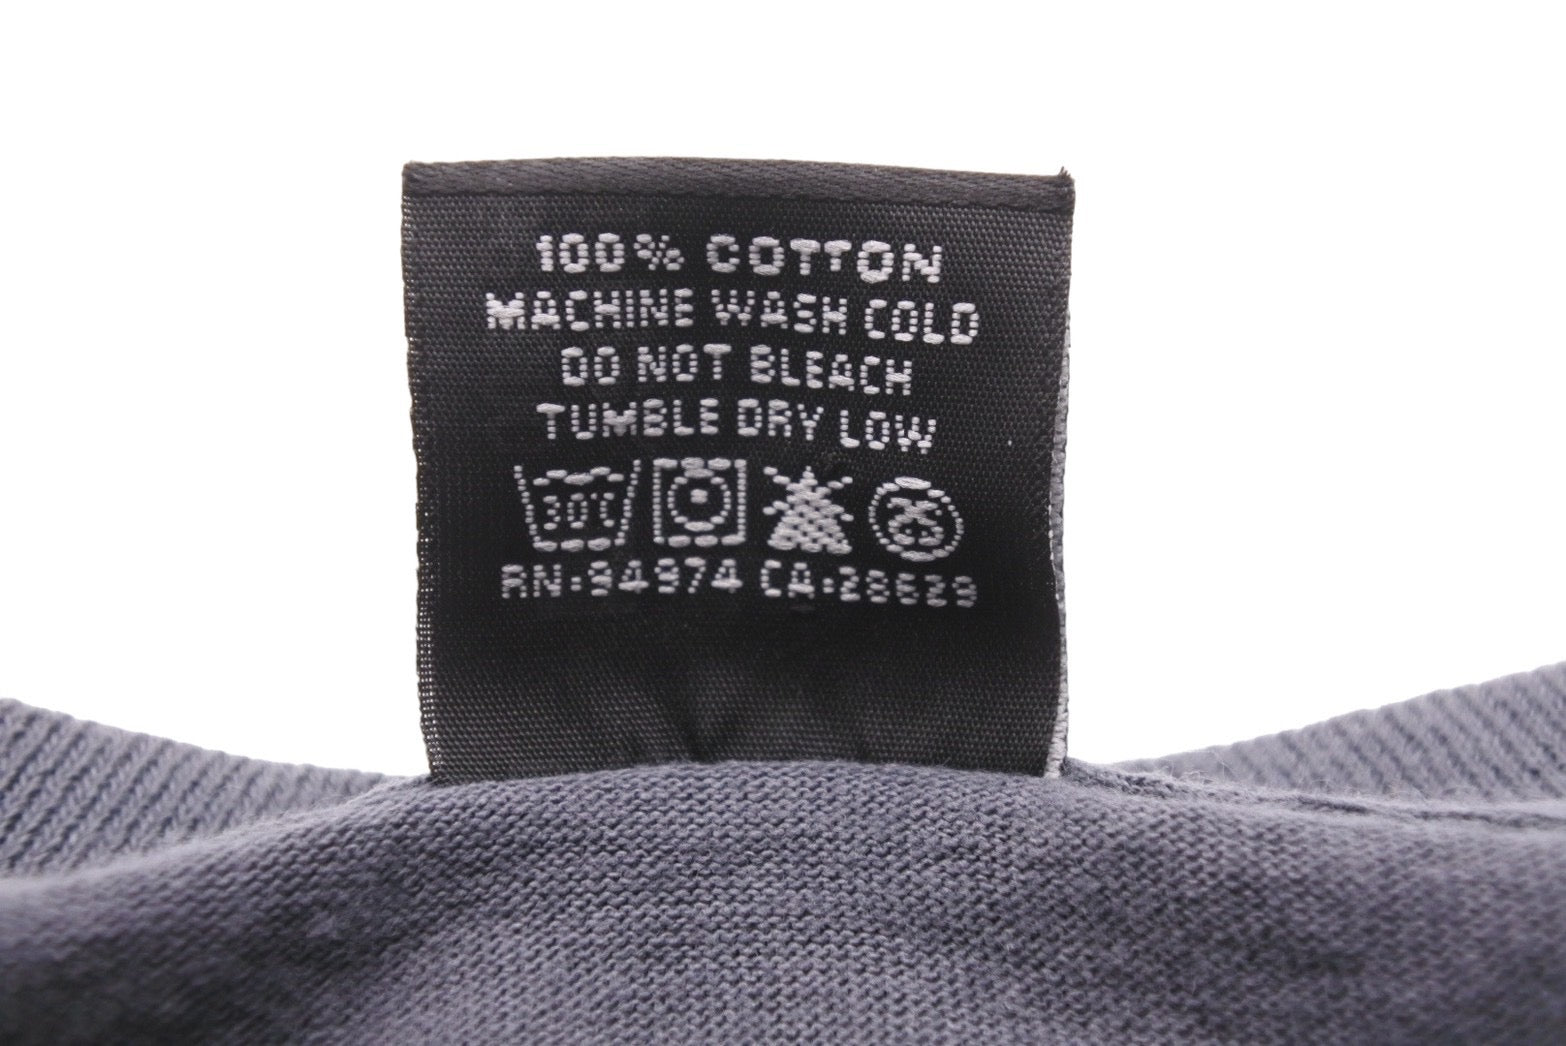 100% COTTON
MACHINE WASH COLD
DO NOT BLEACH
TUMBLE DRY LOW
30°C
RN:94974 CA:28629